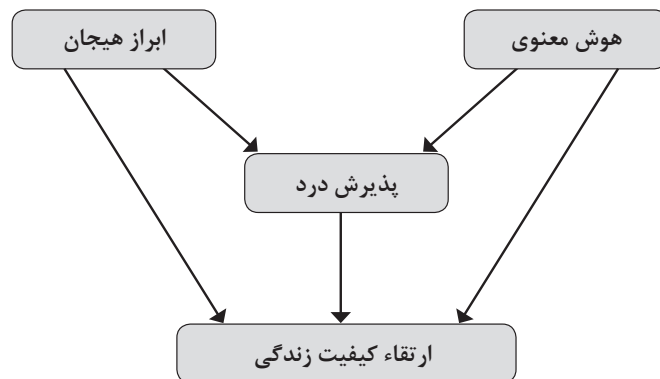 هوش معنوی
ابراز هیجان
پذیرش درد
ارتقاء کیفیت زندگی